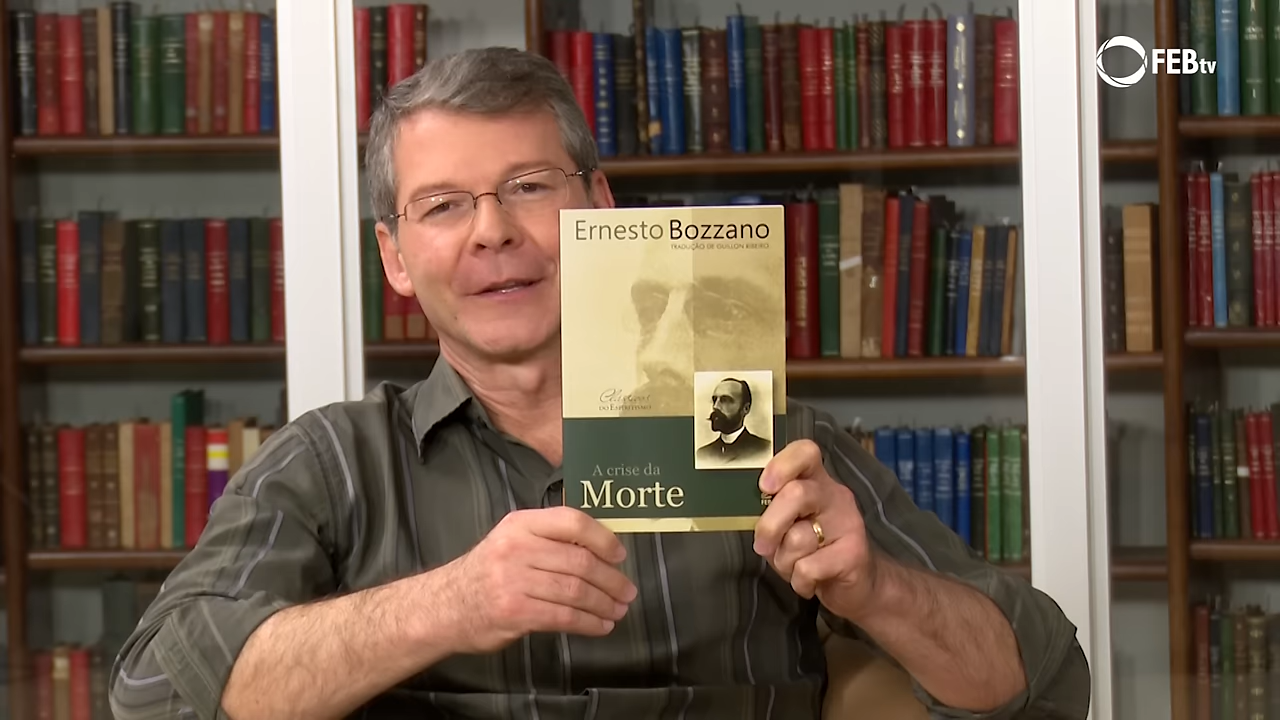 FEBtv
Ernesto Bozzano
TRADUÇÃO DE GUILLON RIBEIRO
Clássicos
DO ESPIRITISMO
A crise da
Morte